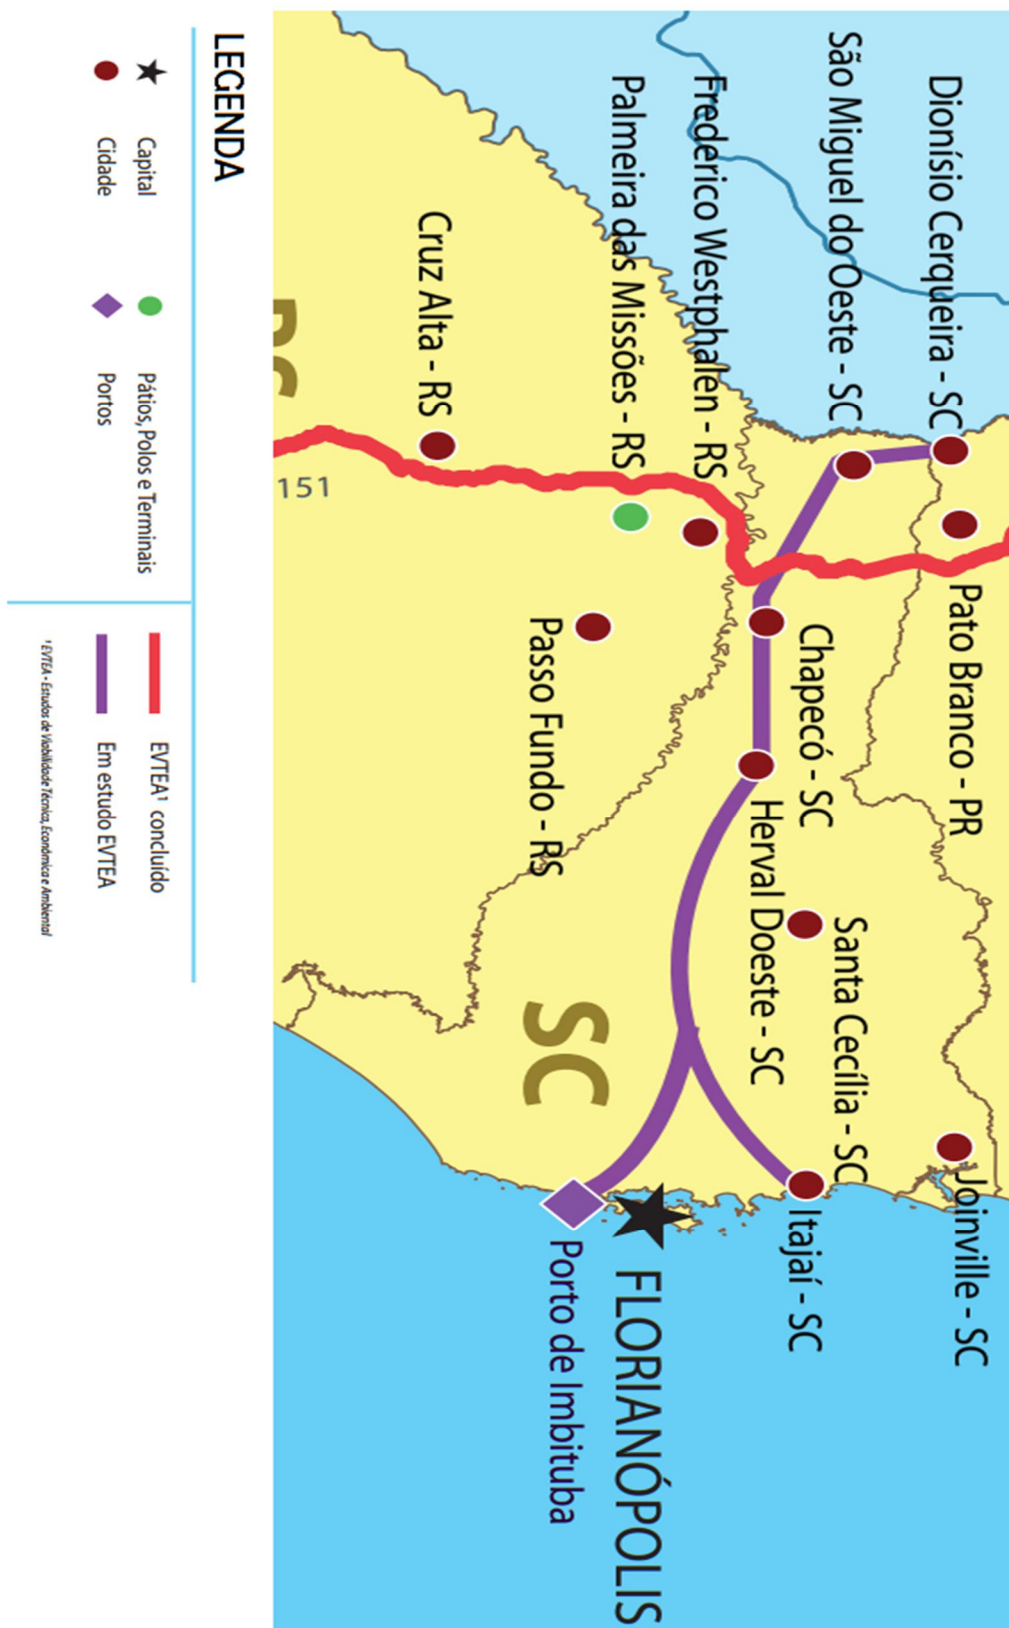 Dionísio Cerqueira - SC
Pato Branco - PR
Joinville - SC
São Miguel do Oeste - SC
Santa Cecília - SC
Chapecó - SC
Itajaí - SC
Herval Doeste - SC
Frederico Westphalen - RS
Palmeira das Missões - RS
FLORIANÓPOLIS
SC
Porto de Imbituba
Passo Fundo - RS
Cruz Alta - RS
151
LEGENDA
Capital
Pátios, Polos e Terminais
EVTEA¹ concluído
Cidade
Portos
Em estudo EVTEA
¹ EVTEA - Estudos de Viabilidade Técnica, Econômica e Ambiental